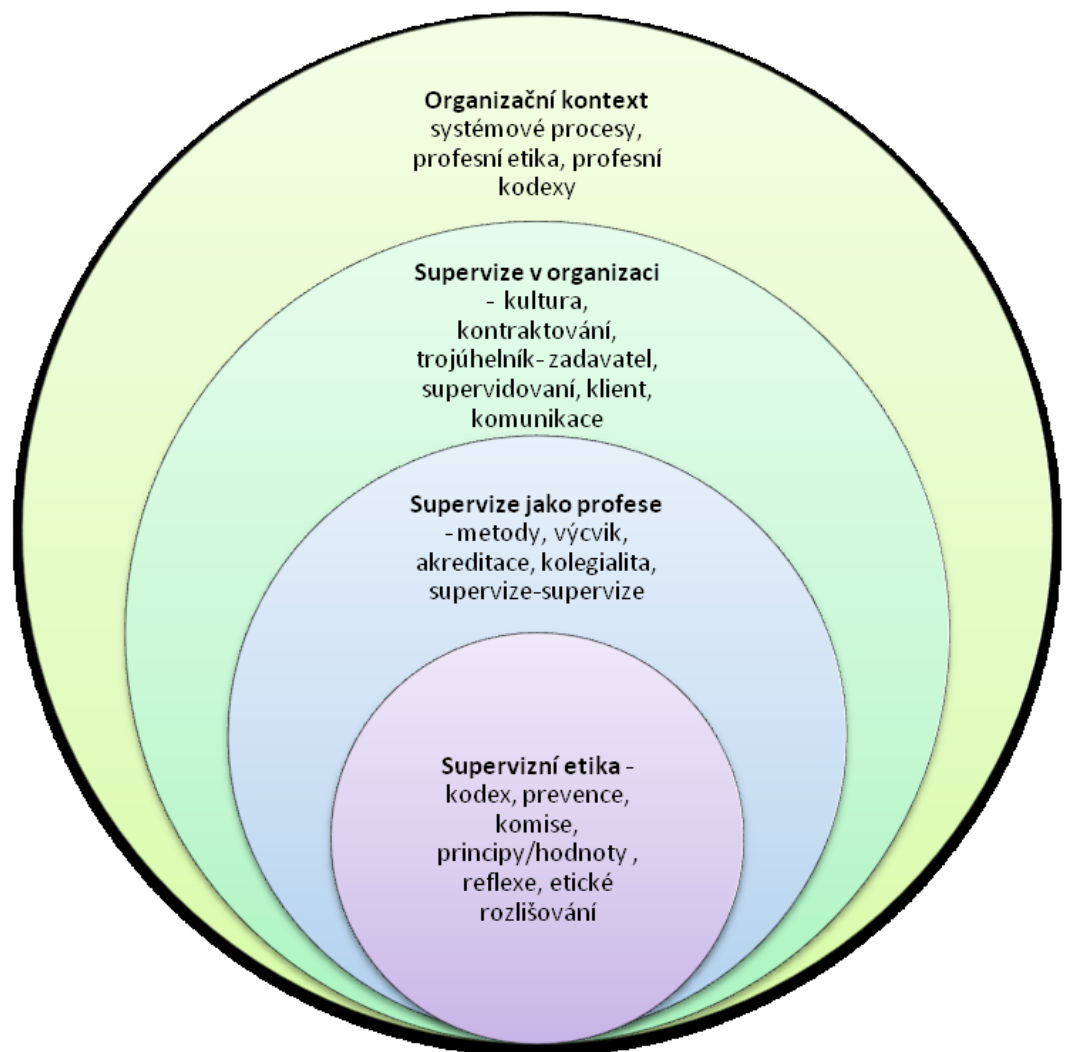 Organizační kontext
systémové procesy,
profesní etika, profesní
kodexy
Supervize v organizaci
- kultura,
kontraktování,
trojúhelník- zadavatel,
supervidovaní, klient,
komunikace
Supervize jako profese
- metody, výcvik,
akreditace, kolegialita,
supervize-supervize
Supervizní etika -
kodex, prevence,
komise,
principy/hodnoty ,
reflexe, etické
rozlišování